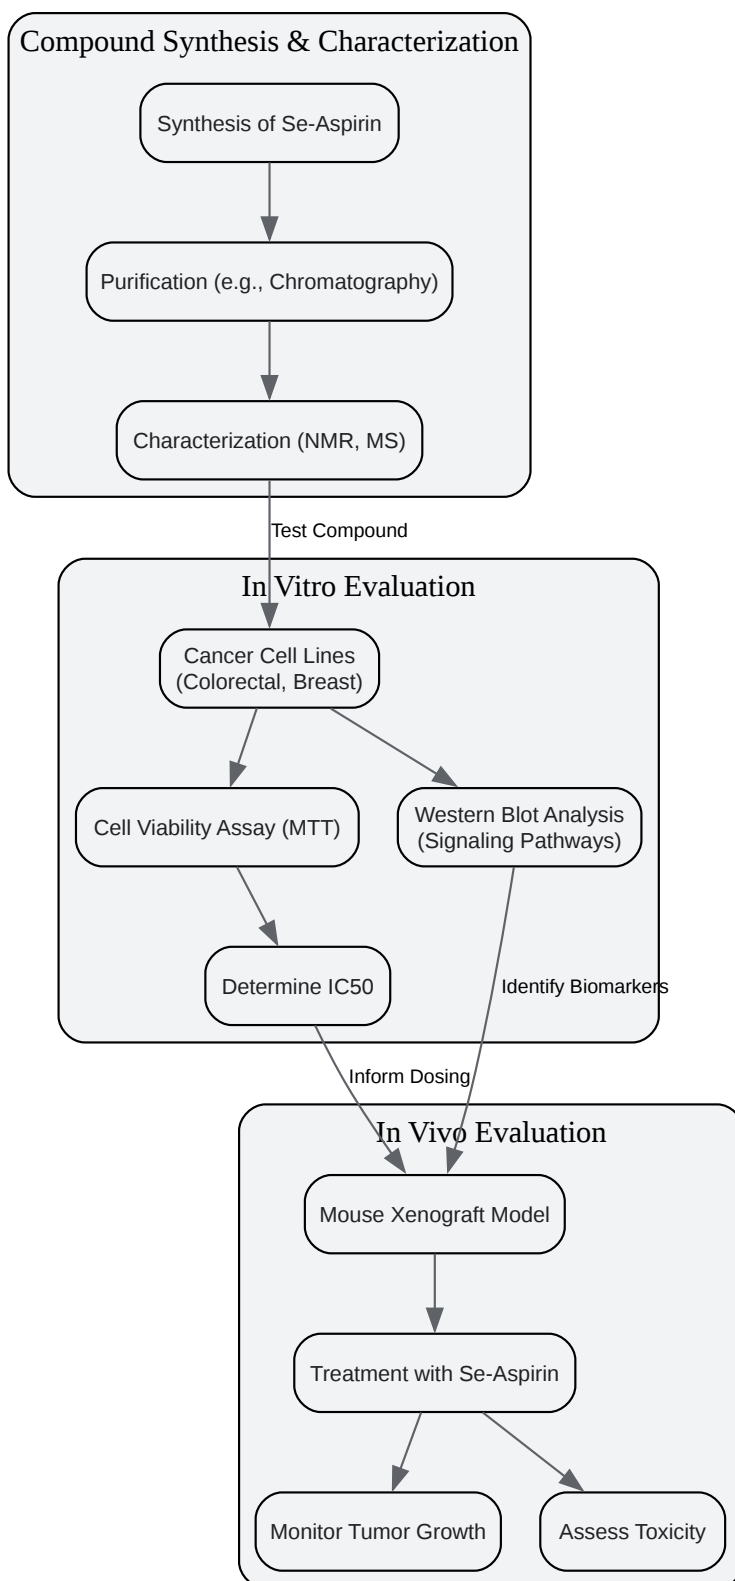 Compound Synthesis & Characterization
Synthesis of Se-Aspirin
Purification (e.g., Chromatography)
Characterization (NMR, MS)
Test Compound
In Vitro Evaluation
Cancer Cell Lines
(Colorectal, Breast)
Cell Viability Assay (MTT)
Western Blot Analysis
(Signaling Pathways)
Determine IC50
Identify Biomarkers
Inform Dosing
In Vivo Evaluation
Mouse Xenograft Model
Treatment with Se-Aspirin
Monitor Tumor Growth
Assess Toxicity